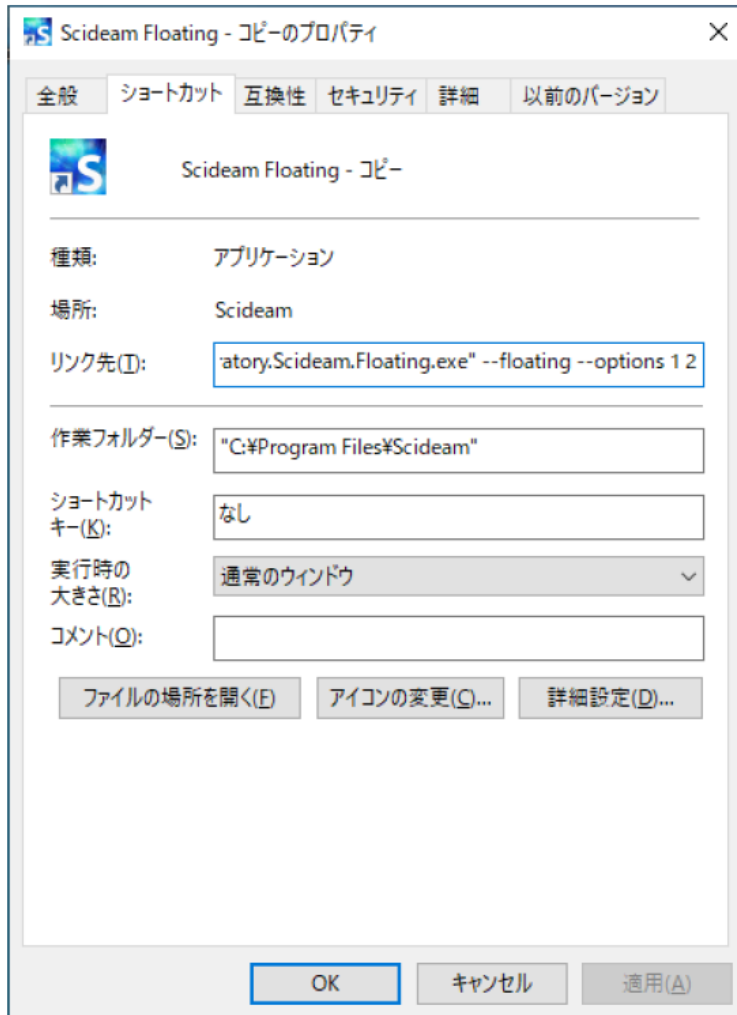 Scideam Floating - コピーのプロパティ
全般 ショートカット 互換性 セキュリティ 詳細 以前のバージョン
Scideam Floating - コピー
種類: アプリケーション
場所: Scideam
リンク先(T): atory.Scideam.Floating.exe" --floating --options 1 2
作業フォルダー(S): "C:¥Program Files¥Scideam"
ショートカット
キー(K): なし
実行時の
大きさ(R): 通常のウィンドウ
コメント(O):
ファイルの場所を開く(F) アイコンの変更(C)... 詳細設定(D)...
OK キャンセル 適用(A)